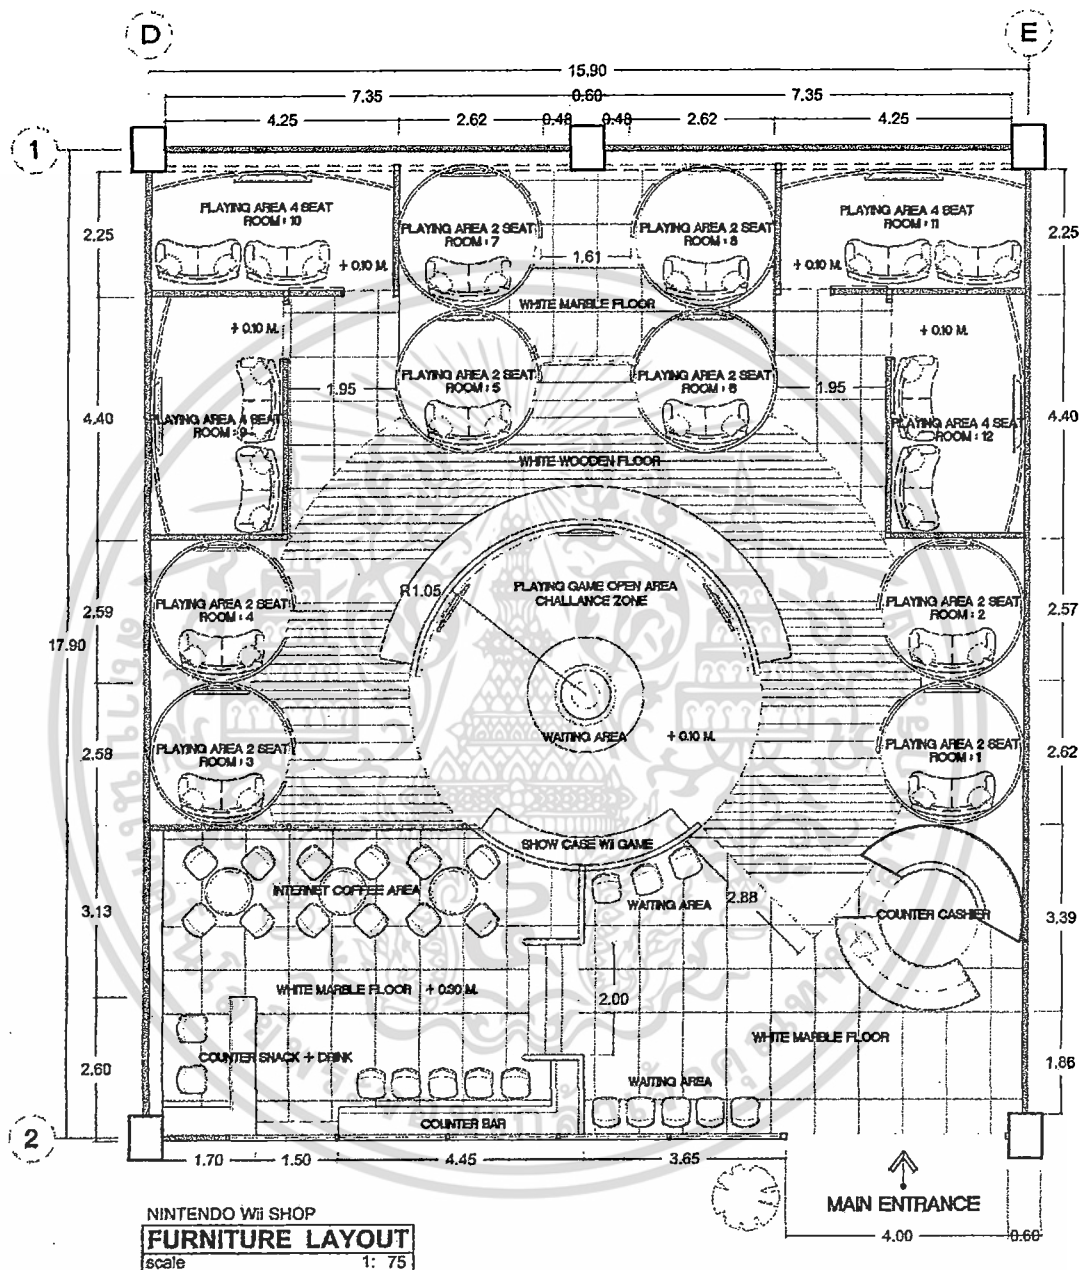 D
E
15.90
7.35
0.60
7.35
4.25
2.62
0.48
0.48
2.62
4.25
1
PLAYING AREA 4 SEAT
ROOM : 10
PLAYING AREA 2 SEAT
ROOM : 7
PLAYING AREA 2 SEAT
ROOM : 8
PLAYING AREA 4 SEAT
ROOM : 11
2.25
2.25
+ 0.10 M.
1.61
+ 0.10 M.
WHITE MARBLE FLOOR
+ 0.10 M.
+ 0.10 M.
PLAYING AREA 2 SEAT
ROOM : 5
PLAYING AREA 2 SEAT
ROOM : 6
1.95
1.95
4.40
PLAYING AREA 4 SEAT
ROOM : 9
PLAYING AREA 4 SEAT
ROOM : 12
4.40
WHITE WOODEN FLOOR
R1.05
PLAYING GAME OPEN AREA
CHALLANCE ZONE
2.59
PLAYING AREA 2 SEAT
ROOM : 4
PLAYING AREA 2 SEAT
ROOM : 2
2.57
17.90
WAITING AREA
+ 0.10 M.
2.58
PLAYING AREA 2 SEAT
ROOM : 3
PLAYING AREA 2 SEAT
ROOM : 1
2.62
SHOW CASE Wii GAME
INTERNET COFFEE AREA
WAITING AREA
2.88
COUNTER CASHIER
3.13
3.39
WHITE MARBLE FLOOR + 0.30 M.
2.00
WHITE MARBLE FLOOR
2.60
COUNTER SNACK + DRINK
1.86
WAITING AREA
COUNTER BAR
2
1.70
1.50
4.45
3.65
MAIN ENTRANCE
4.00
0.60
NINTENDO Wii SHOP
FURNITURE LAYOUT
scale 1: 75